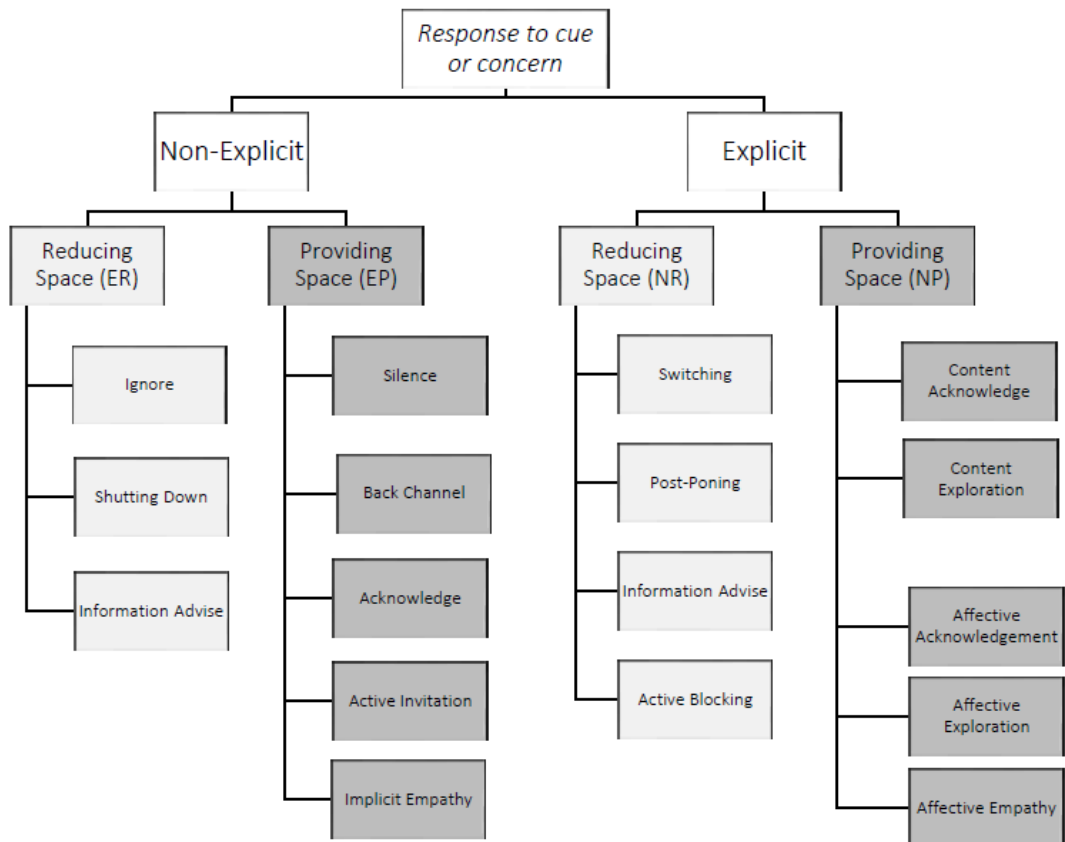 Response to cue
or concern
Non-Explicit
Explicit
Reducing
Space (ER)
Providing
Space (EP)
Reducing
Space (NR)
Providing
Space (NP)
Ignore
Shutting Down
Information Advise
Silence
Back Channel
Acknowledge
Active Invitation
Implicit Empathy
Switching
Post-Poning
Information Advise
Active Blocking
Content
Acknowledge
Content
Exploration
Affective
Acknowledgement
Affective
Exploration
Affective Empathy